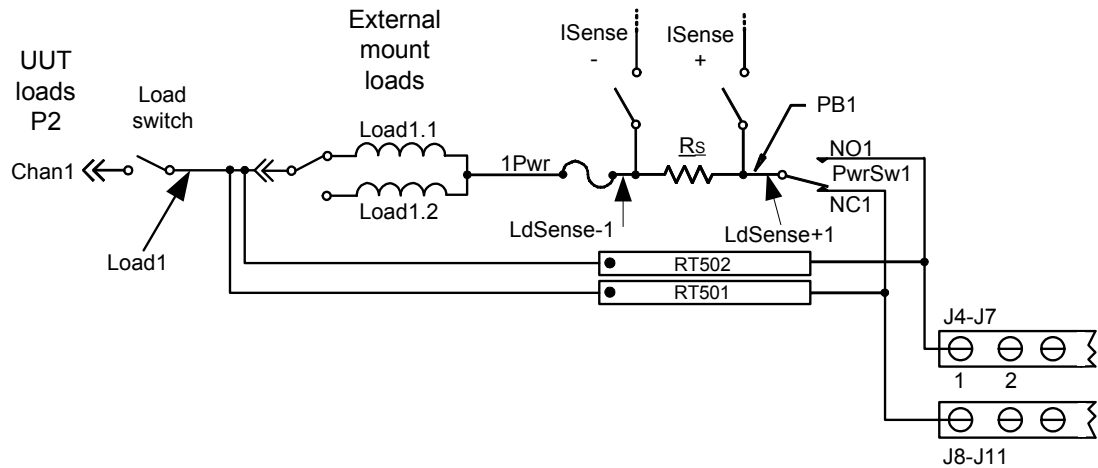 UUT
loads
P2
Load
switch
External
mount
loads
ISense
-
ISense
+
PB1
Chan1
Load1.1
Load1.2
1Pwr
Rs
NO1
PwrSw1
NC1
LdSense-1
LdSense+1
Load1
RT502
RT501
J4-J7
1
2
J8-J11